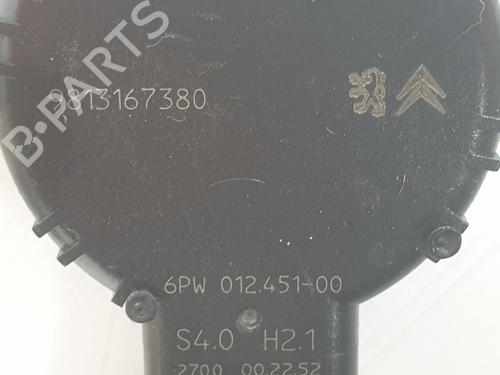 B-PARTS
9813167380
6PW 012.451-00
S4.0 H2.1
2700 00.22.52